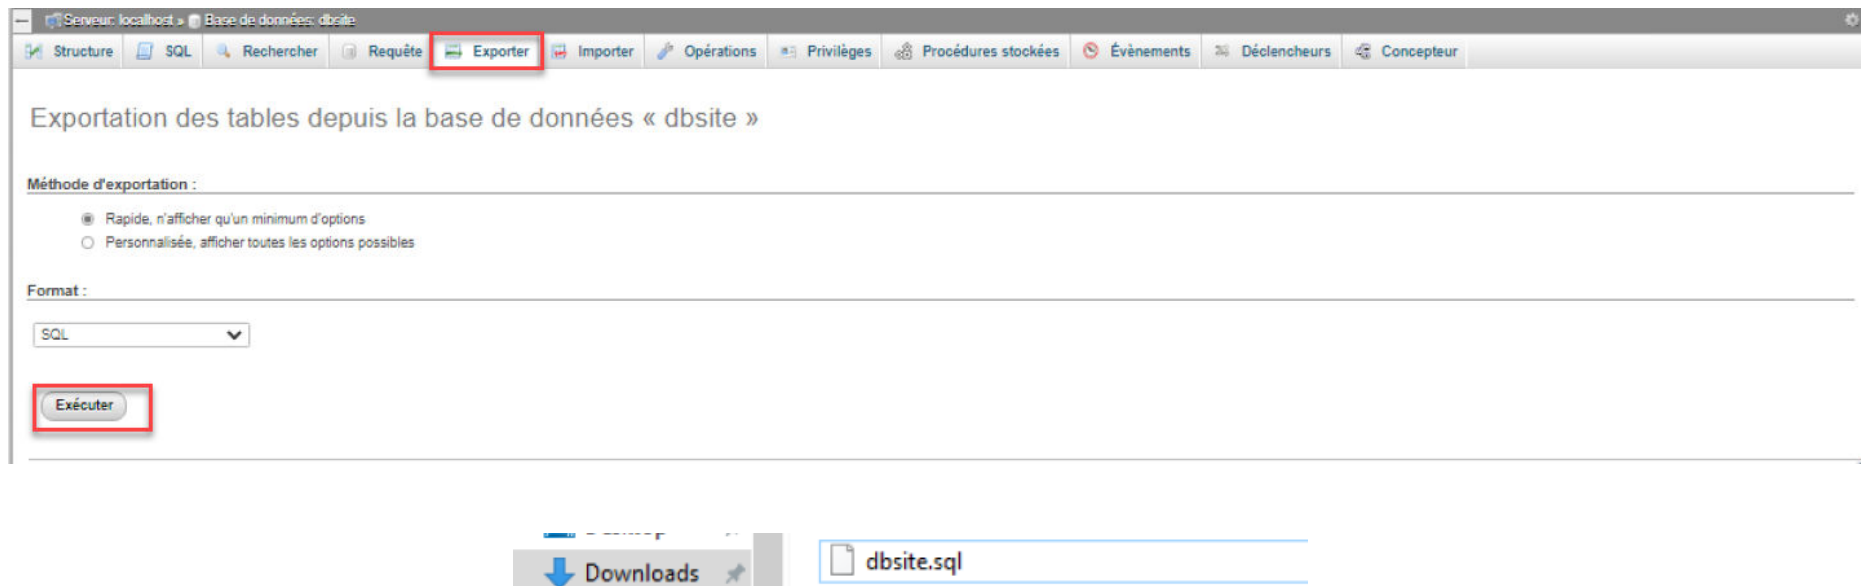 Serveur: localhost » Base de données: dbsite
Structure SQL Rechercher Requête Exporter Importer Opérations Privilèges Procédures stockées Évènements Déclencheurs Concepteur
Exportation des tables depuis la base de données « dbsite »
Méthode d'exportation :
Rapide, n'afficher qu'un minimum d'options
Personnalisée, afficher toutes les options possibles
Format :
SQL
Exécuter
Desktop
Downloads
dbsite.sql